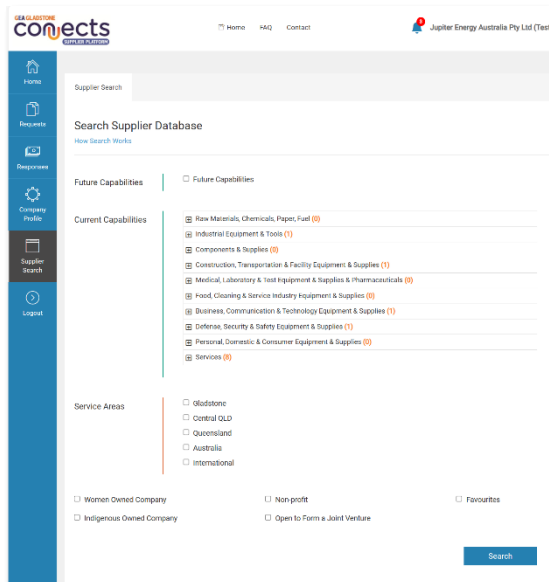 GEA GLADSTONE
connects
SUPPLIER PLATFORM
Home FAQ Contact
Jupiter Energy Australia Pty Ltd (Test
Home
Requests
Responses
Company
Profile
Supplier
Search
Logout
Supplier Search
Search Supplier Database
How Search Works
Future Capabilities
Future Capabilities
Current Capabilities
Raw Materials, Chemicals, Paper, Fuel (0)
Industrial Equipment & Tools (1)
Components & Supplies (0)
Construction, Transportation & Facility Equipment & Supplies (1)
Medical, Laboratory & Test Equipment & Supplies & Pharmaceuticals (0)
Food, Cleaning & Service Industry Equipment & Supplies (0)
Business, Communication & Technology Equipment & Supplies (1)
Defense, Security & Safety Equipment & Supplies (1)
Personal, Domestic & Consumer Equipment & Supplies (0)
Services (8)
Service Areas
Gladstone
Central QLD
Queensland
Australia
International
Women Owned Company
Non-profit
Favourites
Indigenous Owned Company
Open to Form a Joint Venture
Search